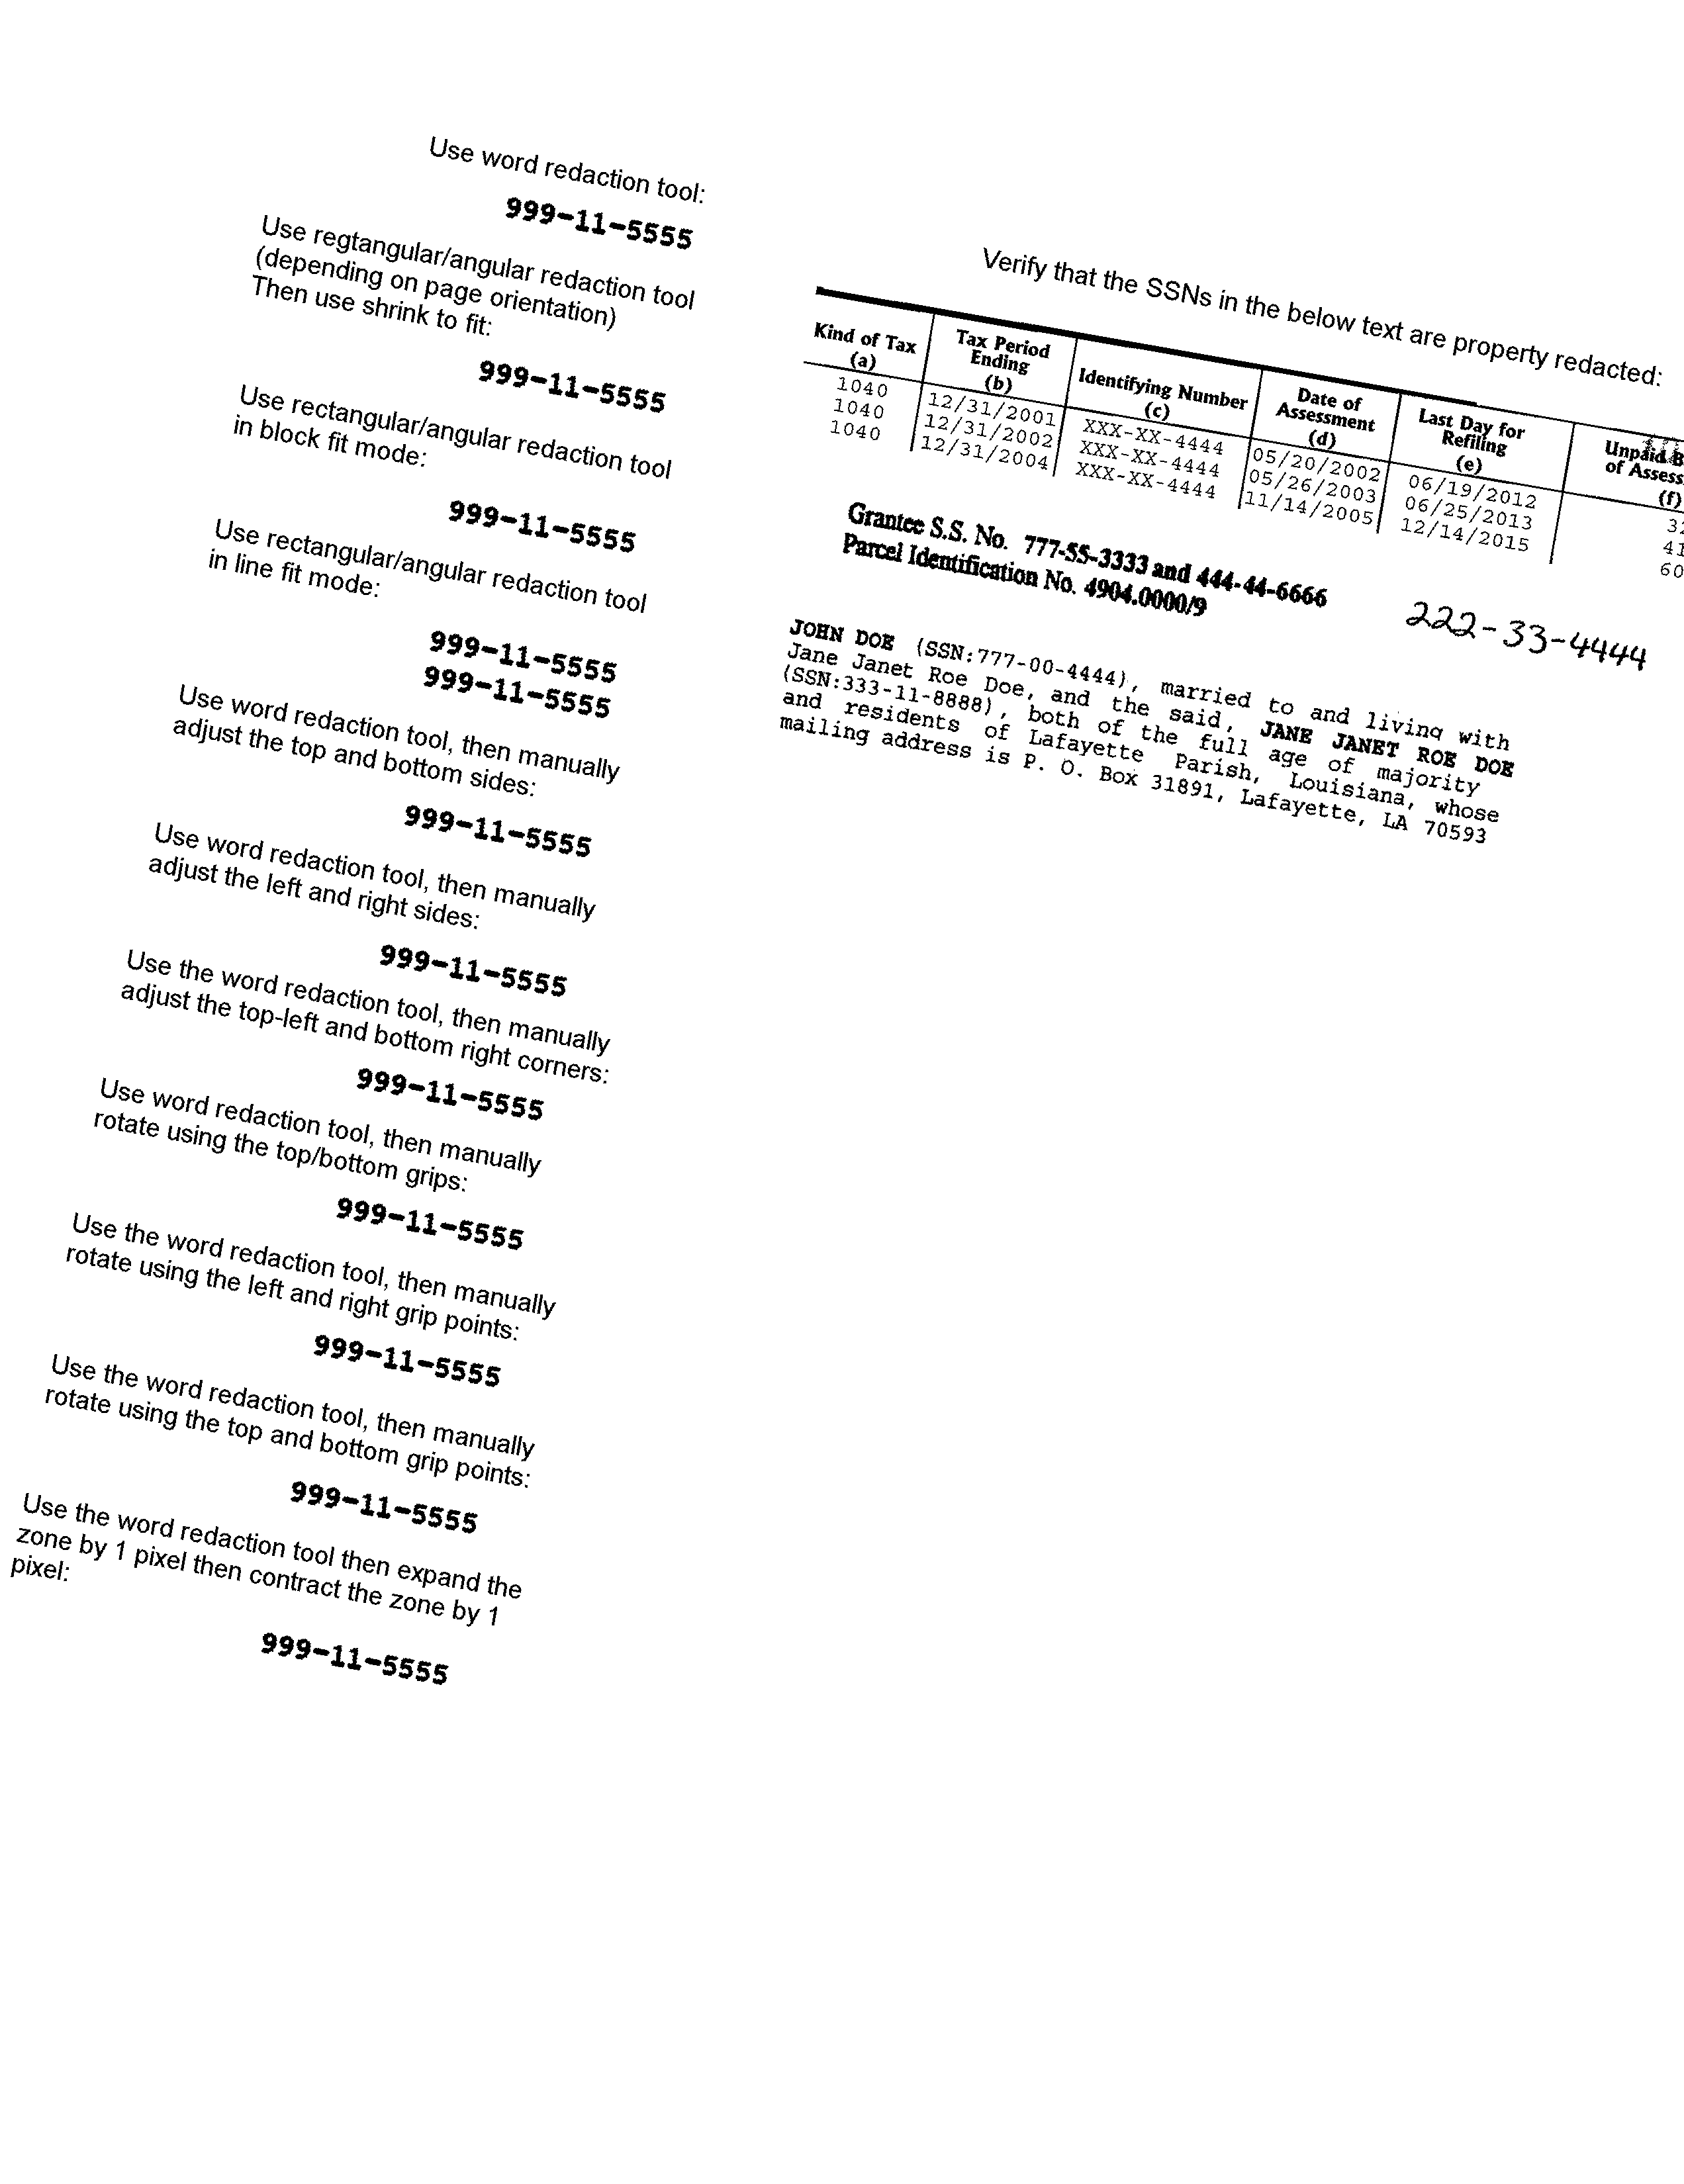 Use word redaction tool:
999-11-5555
Use regtangular/angular redaction tool
(depending on page orientation)
Then use shrink to fit:
999-11-5555
Use rectangular/angular redaction tool
in block fit mode:
999-11-5555
Use rectangular/angular redaction tool
in line fit mode:
999-11-5555
999-11-5555
Use word redaction tool, then manually
adjust the top and bottom sides:
999-11-5555
Use word redaction tool, then manually
adjust the left and right sides:
999-11-5555
Use the word redaction tool, then manually
adjust the top-left and bottom right corners:
999-11-5555
Use word redaction tool, then manually
rotate using the top/bottom grips:
999-11-5555
Use the word redaction tool, then manually
rotate using the left and right grip points:
999-11-5555
Use the word redaction tool, then manually
rotate using the top and bottom grip points:
999-11-5555
Use the word redaction tool then expand the
zone by 1 pixel then contract the zone by 1
pixel:
999-11-5555
Verify that the SSNs in the below text are property redacted:
Kind of Tax (a) Tax Period Ending (b) Identifying Number (c) Date of Assessment (d) Last Day for Refiling (e) Unpaid B of Assess (f)
1040 12/31/2001 XXX-XX-4444 05/20/2002 06/19/2012 32
1040 12/31/2002 XXX-XX-4444 05/26/2003 06/25/2013 41
1040 12/31/2004 XXX-XX-4444 11/14/2005 12/14/2015 60
Grantee S.S. No. 777-55-3333 and 444-44-6666
Parcel Identification No. 4904.0000/9
222-33-4444
JOHN DOE (SSN:777-00-4444), married to and living with
Jane Janet Roe Doe, and the said, JANE JANET ROE DOE
(SSN:333-11-8888), both of the full age of majority
and residents of Lafayette Parish, Louisiana, whose
mailing address is P. O. Box 31891, Lafayette, LA 70593